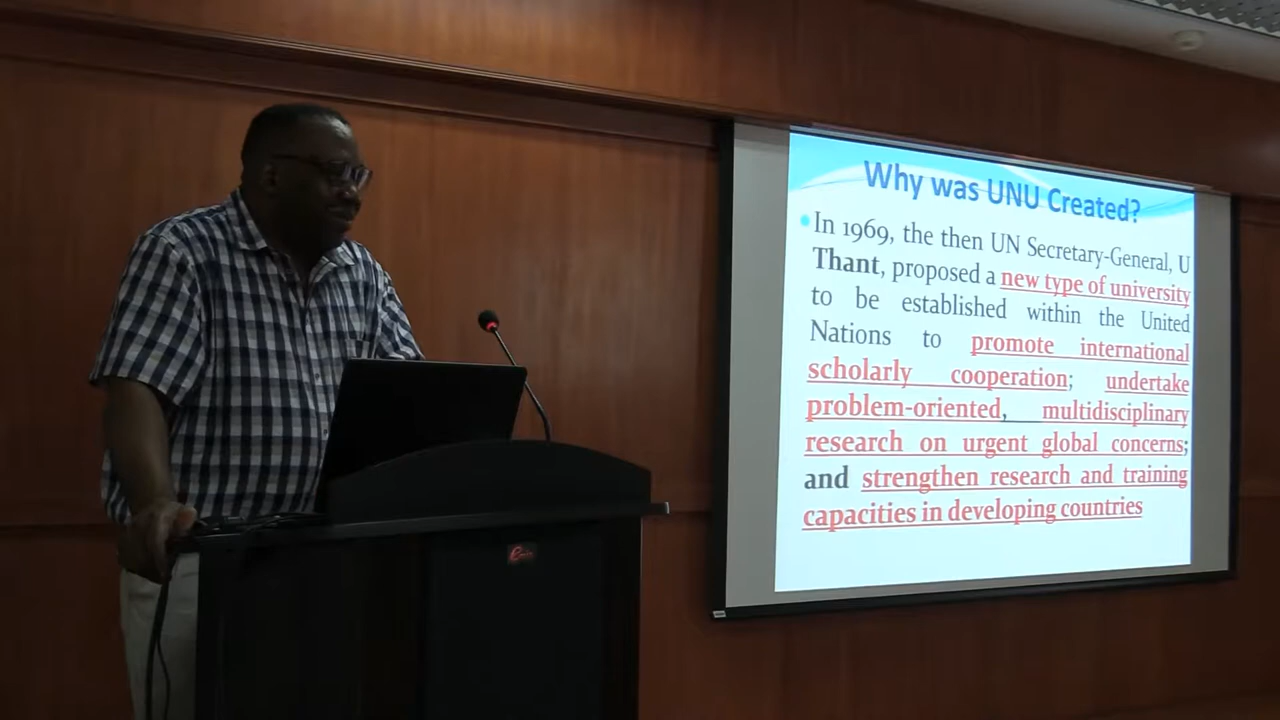 Why was UNU Created?
In 1969, the then UN Secretary-General, U
Thant, proposed a new type of university
to be established within the United
Nations to promote international
scholarly cooperation; undertake
problem-oriented, multidisciplinary
research on urgent global concerns;
and strengthen research and training
capacities in developing countries